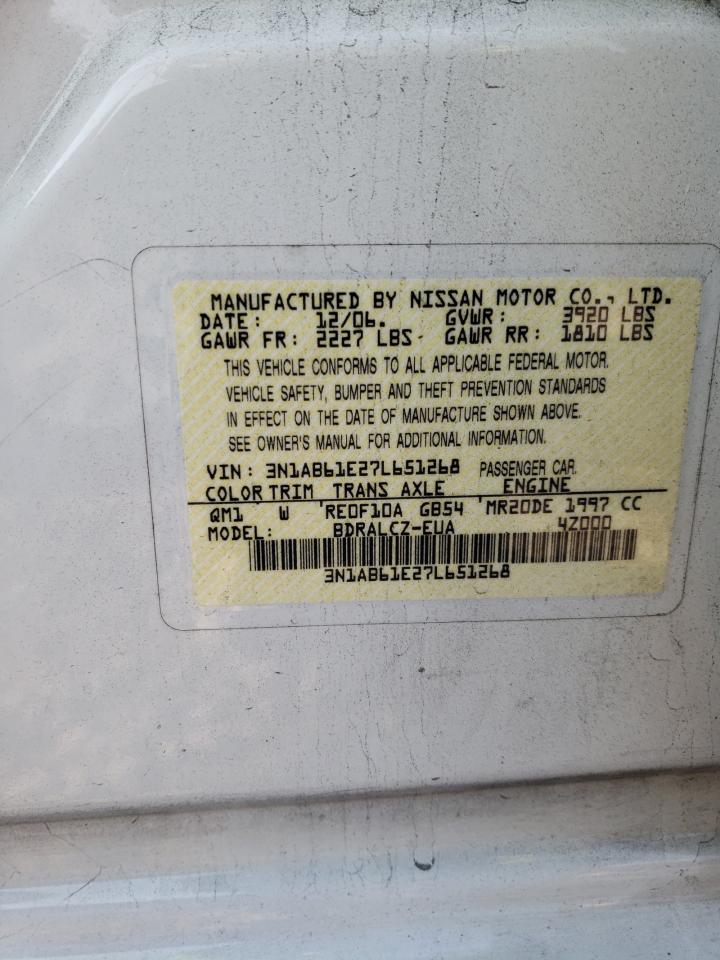 MANUFACTURED BY NISSAN MOTOR CO., LTD.
DATE: 12/06. GVWR: 3920 LBS
GAWR FR: 2227 LBS GAWR RR: 1810 LBS
THIS VEHICLE CONFORMS TO ALL APPLICABLE FEDERAL MOTOR
VEHICLE SAFETY, BUMPER AND THEFT PREVENTION STANDARDS
IN EFFECT ON THE DATE OF MANUFACTURE SHOWN ABOVE.
SEE OWNER'S MANUAL FOR ADDITIONAL INFORMATION.
VIN: 3N1AB61E27L651268 PASSENGER CAR
COLOR TRIM TRANS AXLE ENGINE
QM1 W RE0F10A GB54 MR20DE 1997 CC
MODEL: BDRALCZ-EUA 4Z000
3N1AB61E27L651268